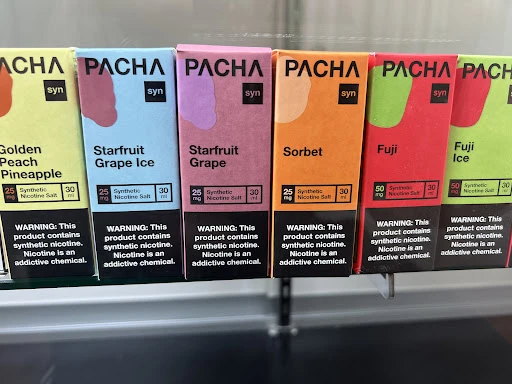 PACHA
Golden
Peach
Pineapple
25
mg
Synthetic
Nicotine Salt
30
ml
WARNING: This
product contains
synthetic nicotine.
Nicotine is an
addictive chemical.
PACHA
syn
Starfruit
Grape Ice
25
mg
Synthetic
Nicotine Salt
30
ml
WARNING: This
product contains
synthetic nicotine.
Nicotine is an
addictive chemical.
PACHA
syn
Starfruit
Grape
25
mg
Synthetic
Nicotine Salt
30
ml
WARNING: This
product contains
synthetic nicotine.
Nicotine is an
addictive chemical.
PACHA
syn
Sorbet
25
mg
Synthetic
Nicotine Salt
30
ml
WARNING: This
product contains
synthetic nicotine.
Nicotine is an
addictive chemical.
PACHA
syn
Fuji
50
mg
Synthetic
Nicotine Salt
30
ml
WARNING: This
product contains
synthetic nicotine.
Nicotine is an
addictive chemical.
PACHA
syn
Fuji
Ice
50
mg
Synthetic
Nicotine Salt
30
ml
WARNING: This
product contains
synthetic nicotine.
Nicotine is an
addictive chemical.